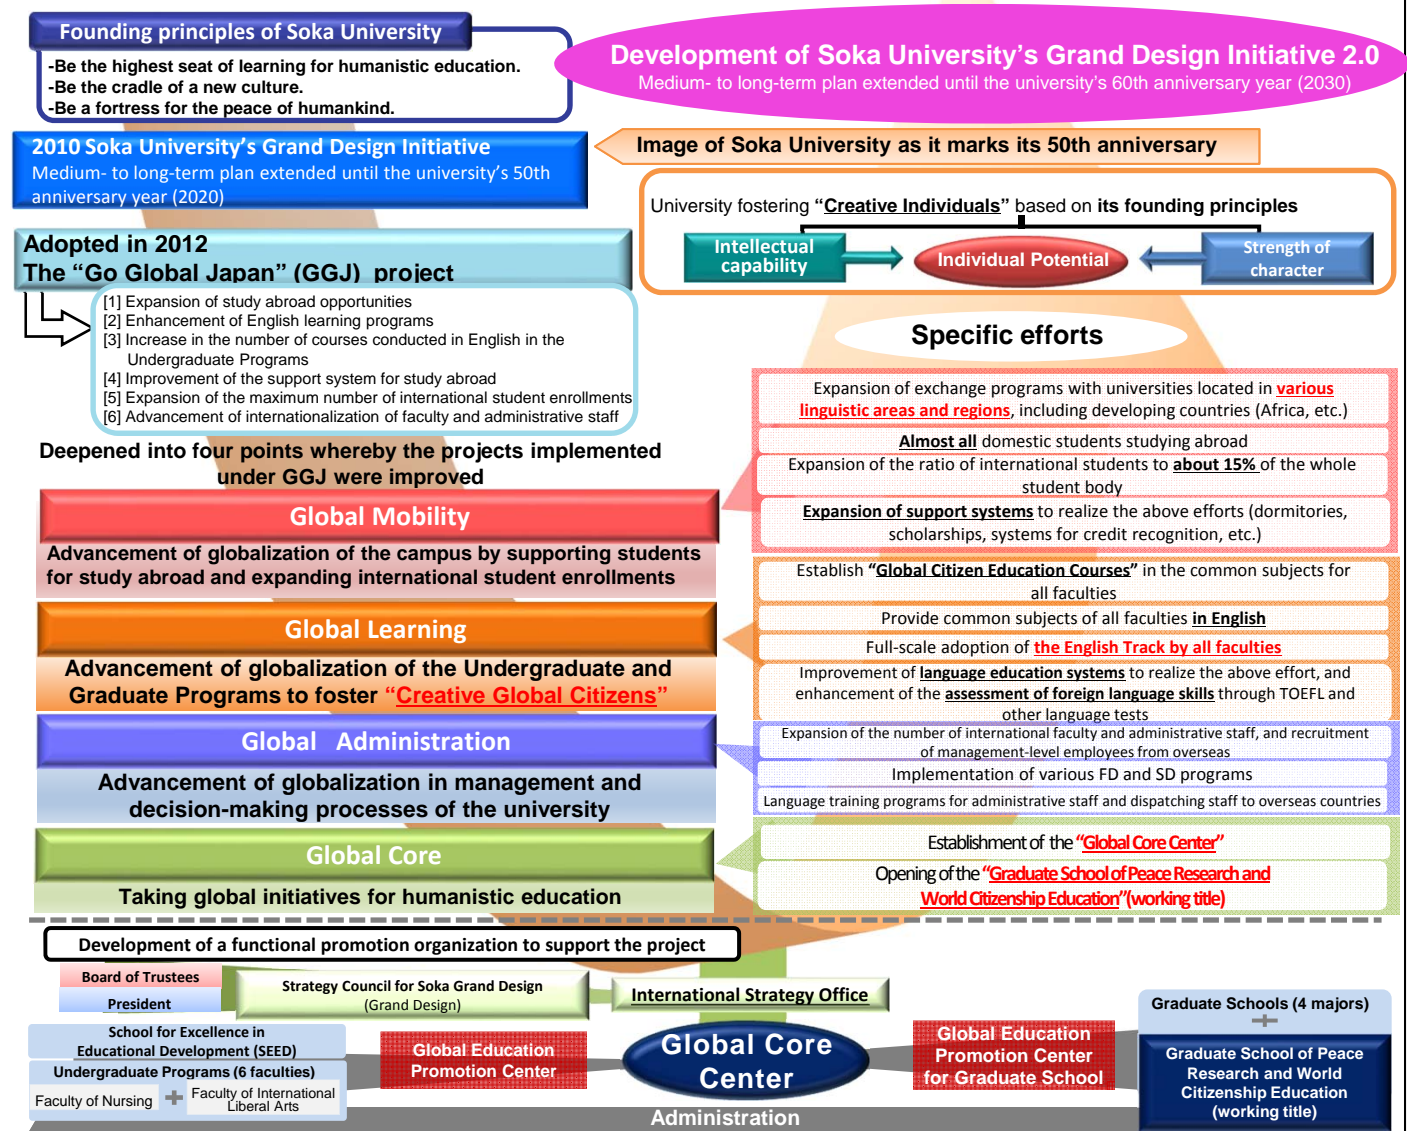 Founding principles of Soka University
-Be the highest seat of learning for humanistic education.
-Be the cradle of a new culture.
-Be a fortress for the peace of humankind.
Development of Soka University's Grand Design Initiative 2.0
Medium- to long-term plan extended until the university's 60th anniversary year (2030)
2010 Soka University's Grand Design Initiative
Medium- to long-term plan extended until the university's 50th
anniversary year (2020)
Image of Soka University as it marks its 50th anniversary
University fostering “Creative Individuals” based on its founding principles
Intellectual
capability
Individual Potential
Strength of
character
Adopted in 2012
The “Go Global Japan” (GGJ) project
[1] Expansion of study abroad opportunities
[2] Enhancement of English learning programs
[3] Increase in the number of courses conducted in English in the
Undergraduate Programs
[4] Improvement of the support system for study abroad
[5] Expansion of the maximum number of international student enrollments
[6] Advancement of internationalization of faculty and administrative staff
Deepened into four points whereby the projects implemented
under GGJ were improved
Specific efforts
Global Mobility
Advancement of globalization of the campus by supporting students
for study abroad and expanding international student enrollments
Expansion of exchange programs with universities located in various
linguistic areas and regions, including developing countries (Africa, etc.)
Almost all domestic students studying abroad
Expansion of the ratio of international students to about 15% of the whole
student body
Expansion of support systems to realize the above efforts (dormitories,
scholarships, systems for credit recognition, etc.)
Global Learning
Advancement of globalization of the Undergraduate and
Graduate Programs to foster “Creative Global Citizens”
Establish “Global Citizen Education Courses” in the common subjects for
all faculties
Provide common subjects of all faculties in English
Full-scale adoption of the English Track by all faculties
Improvement of language education systems to realize the above effort, and
enhancement of the assessment of foreign language skills through TOEFL and
other language tests
Global Administration
Advancement of globalization in management and
decision-making processes of the university
Expansion of the number of international faculty and administrative staff, and recruitment
of management-level employees from overseas
Implementation of various FD and SD programs
Language training programs for administrative staff and dispatching staff to overseas countries
Global Core
Taking global initiatives for humanistic education
Establishment of the “Global Core Center”
Opening of the “Graduate School of Peace Research and
World Citizenship Education”(working title)
Development of a functional promotion organization to support the project
Board of Trustees
President
Strategy Council for Soka Grand Design
(Grand Design)
International Strategy Office
School for Excellence in
Educational Development (SEED)
Undergraduate Programs (6 faculties)
Faculty of Nursing
Faculty of International
Liberal Arts
Global Education
Promotion Center
Global Core
Center
Global Education
Promotion Center
for Graduate School
Graduate Schools (4 majors)
Graduate School of Peace
Research and World
Citizenship Education
(working title)
Administration